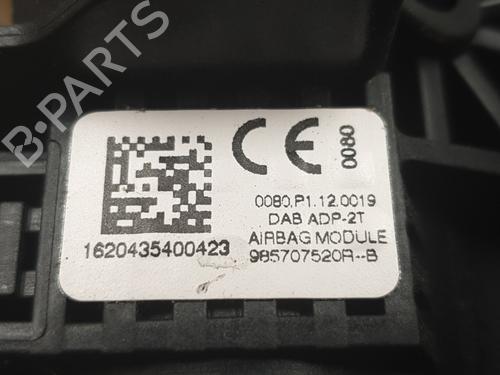 B-PARTS
CE
0080
0080.P1.12.0019
DAB ADP-2T
AIRBAG MODULE
985707520R--B
1620435400423